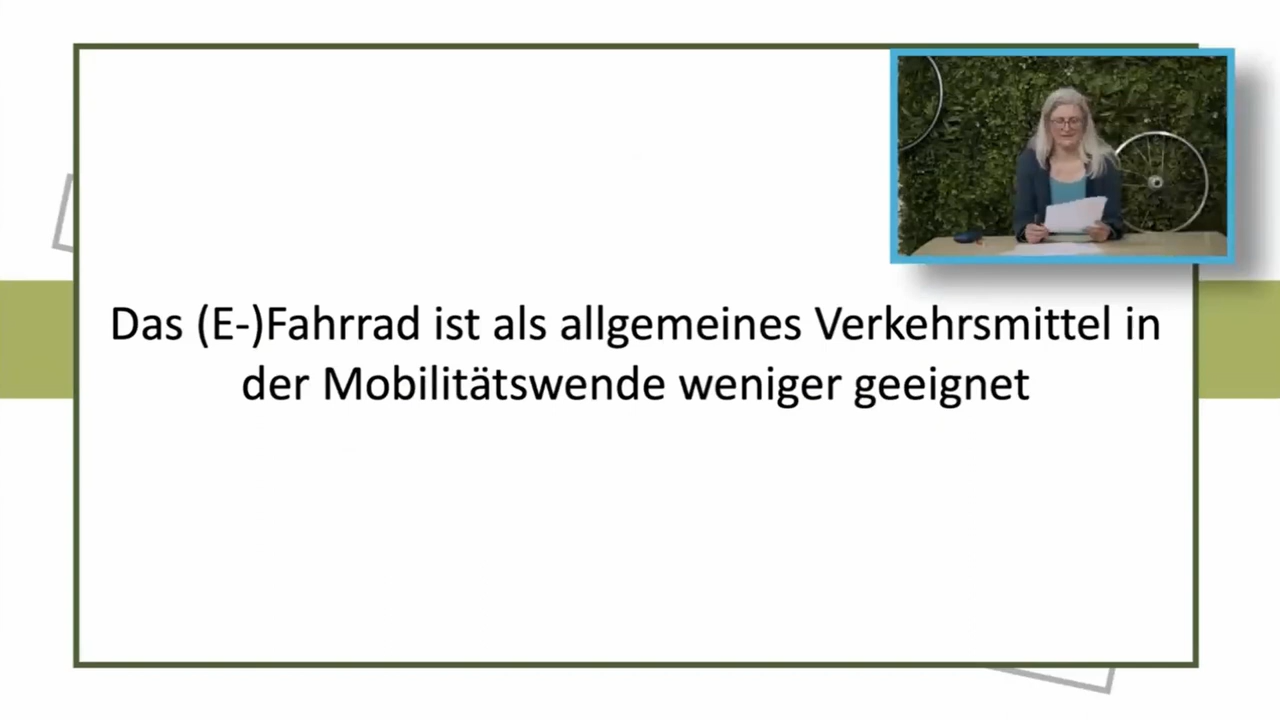 Das (E-)Fahrrad ist als allgemeines Verkehrsmittel in
der Mobilitätswende weniger geeignet